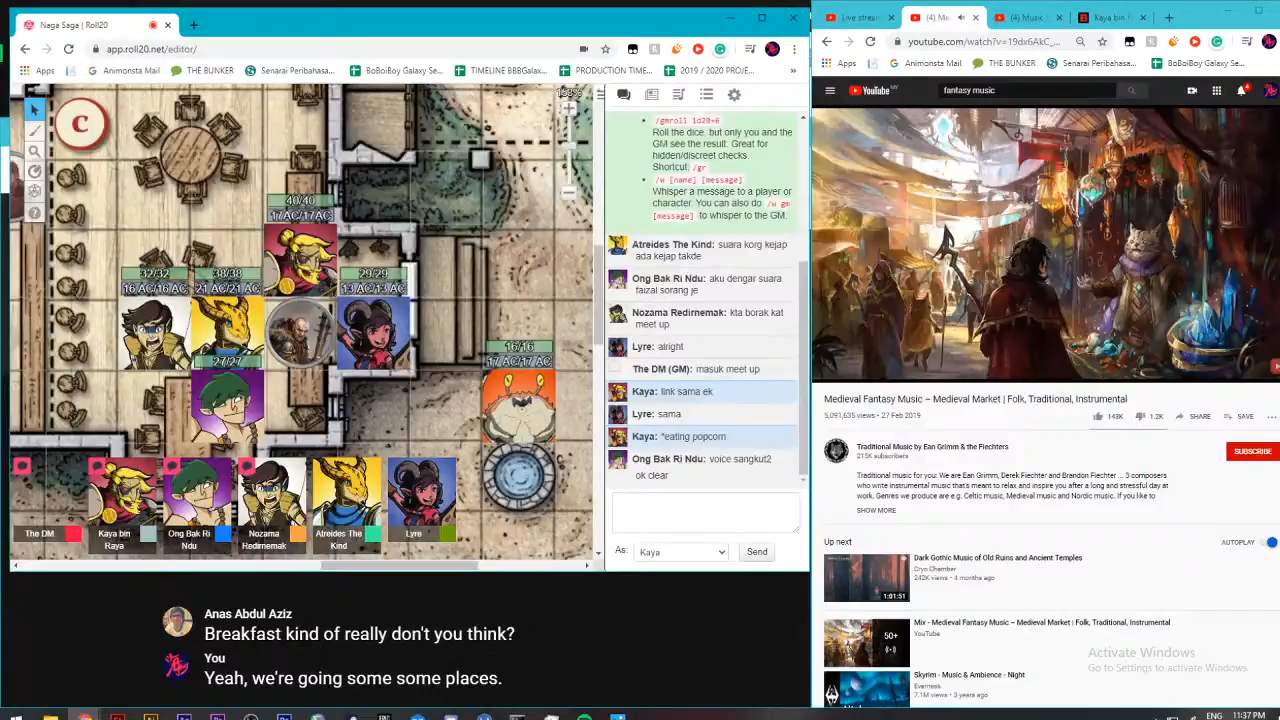 Naga Saga | Roll20
app.roll20.net/editor/
Apps
Animonsta Mail
THE BUNKER
Senarai Peribahasa...
BoBoiBoy Galaxy Se...
TIMELINE BBBGalax...
PRODUCTION TIME...
2019 / 2020 PROJE...
C
40/40
17 AC/17 AC
32/32
16 AC/16 AC
38/38
21 AC/21 AC
29/29
13 AC/13 AC
27/27
16/16
17 AC/17 AC
The DM
Kaya bin Raya
Ong Bak Ri Ndu
Nozama Redirnemak
Atreides The Kind
Lyre
/gmroll 1d20+6
Roll the dice, but only you and the
GM see the result. Great for
hidden/discreet checks.
Shortcut: /gr
/w [name] [message]
Whisper a message to a player or
character. You can also do /w gm
[message] to whisper to the GM.
Atreides The Kind: suara korg kejap
ada kejap takde
Ong Bak Ri Ndu: aku dengar suara
faizal sorang je
Nozama Redirnemak: kta borak kat
meet up
Lyre: alright
The DM (GM): masuk meet up
Kaya: link sama ek
Lyre: sama
Kaya: *eating popcorn
Ong Bak Ri Ndu: voice sangkut2
ok clear
As:
Kaya
Send
Anas Abdul Aziz
Breakfast kind of really don't you think?
You
Yeah, we're going some some places.
Live strea
(4) Me
(4) Music
Kaya bin
youtube.com/watch?v=19dx6AkC_...
Apps
Animonsta Mail
THE BUNKER
Senarai Peribahasa...
BoBoiBoy Galaxy Se...
YouTube MY
fantasy music
Medieval Fantasy Music – Medieval Market | Folk, Traditional, Instrumental
5,091,635 views • 27 Feb 2019
143K
1.2K
SHARE
SAVE
Traditional Music by Ean Grimm & the Fiechters
215K subscribers
SUBSCRIBE
Traditional music for you: We are Ean Grimm, Derek Fiechter and Brandon Fiechter ... 3 composers
who write instrumental music that's meant to relax and inspire you after a long and stressful day at
work. Genres we produce are e.g. Celtic music, Medieval music and Nordic music. If you like to
SHOW MORE
Up next
AUTOPLAY
Dark Gothic Music of Old Ruins and Ancient Temples
Cryo Chamber
242K views • 4 months ago
1:01:51
Mix - Medieval Fantasy Music – Medieval Market | Folk, Traditional, Instrumental
YouTube
50+
Skyrim - Music & Ambience - Night
Everness.
7.1M views • 3 years ago
Activate Windows
Go to Settings to activate Windows.
ENG
11:37 PM